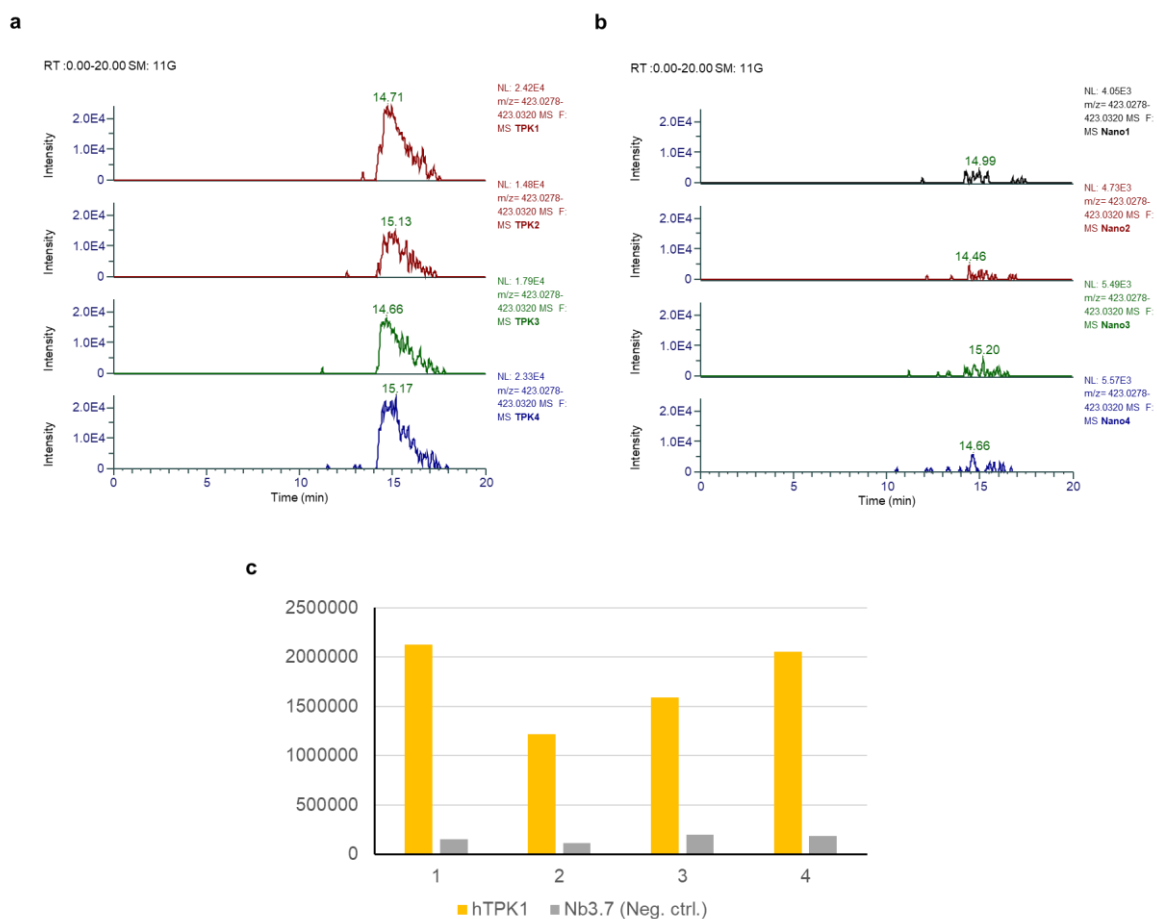 a
RT :0.00-20.00 SM: 11G
NL: 2.42E4
m/z= 423.0278-
423.0320 MS F:
MS TPK1
14.71
2.0E4
1.0E4
0
Intensity
NL: 1.48E4
m/z= 423.0278-
423.0320 MS F:
MS TPK2
15.13
2.0E4
1.0E4
0
Intensity
NL: 1.79E4
m/z= 423.0278-
423.0320 MS F:
MS TPK3
14.66
2.0E4
1.0E4
0
Intensity
NL: 2.33E4
m/z= 423.0278-
423.0320 MS F:
MS TPK4
15.17
2.0E4
1.0E4
0
Intensity
0 5 10 15 20
Time (min)
b
RT :0.00-20.00 SM: 11G
NL: 4.05E3
m/z= 423.0278-
423.0320 MS F:
MS Nano1
14.99
2.0E4
1.0E4
0
Intensity
NL: 4.73E3
m/z= 423.0278-
423.0320 MS F:
MS Nano2
14.46
2.0E4
1.0E4
0
Intensity
NL: 5.49E3
m/z= 423.0278-
423.0320 MS F:
MS Nano3
15.20
2.0E4
1.0E4
0
Intensity
NL: 5.57E3
m/z= 423.0278-
423.0320 MS F:
MS Nano4
14.66
2.0E4
1.0E4
0
Intensity
0 5 10 15 20
Time (min)
c
2500000
2000000
1500000
1000000
500000
0
1 2 3 4
hTPK1 Nb3.7 (Neg. ctrl.)